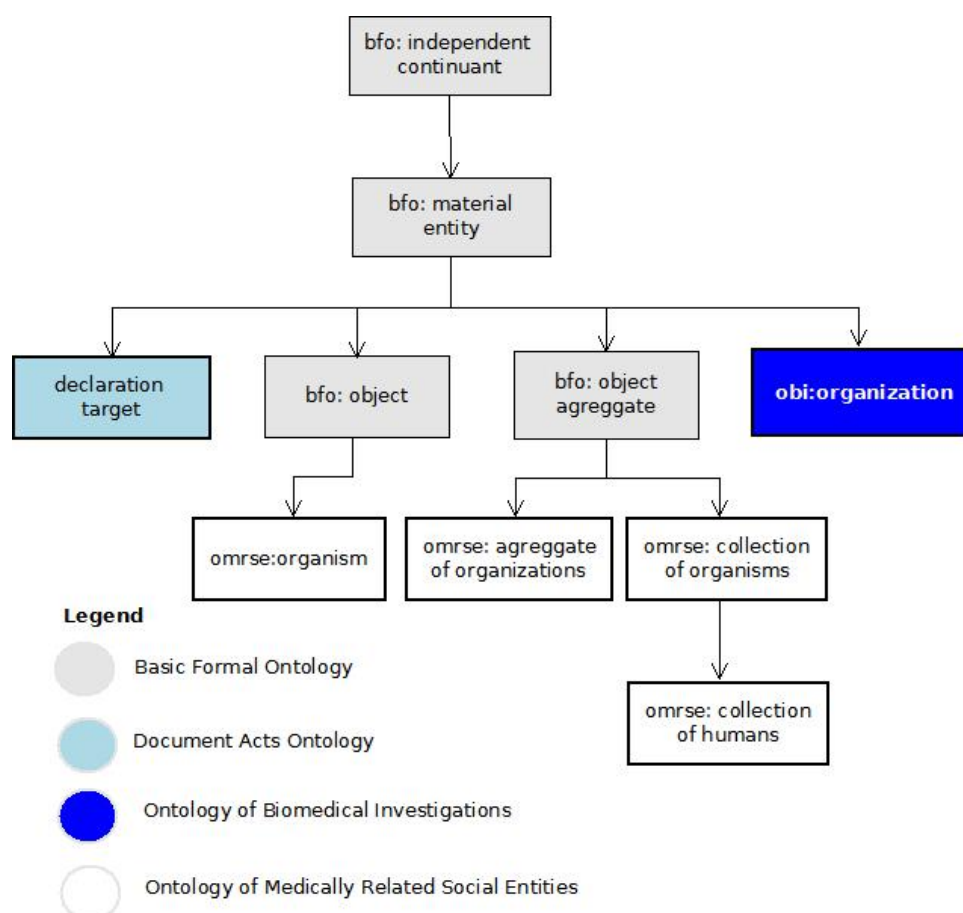 bfo: independent
continuant
bfo: material
entity
declaration
target
bfo: object
bfo: object
agreggate
obi:organization
omrse:organism
omrse: agreggate
of organizations
omrse: collection
of organisms
omrse: collection
of humans
Legend
Basic Formal Ontology
Document Acts Ontology
Ontology of Biomedical Investigations
Ontology of Medically Related Social Entities